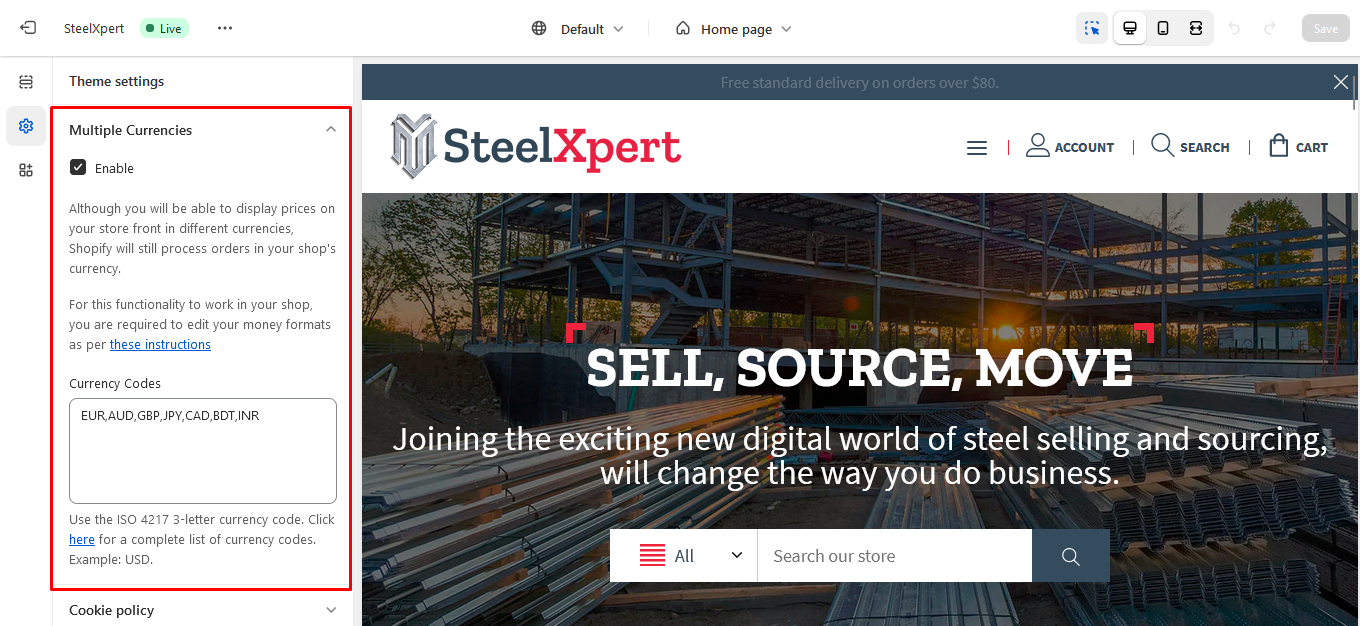 SteelXpert
Live
Default
Home page
Save
Theme settings
Multiple Currencies
Enable
Although you will be able to display prices on
your store front in different currencies,
Shopify will still process orders in your shop's
currency.
For this functionality to work in your shop,
you are required to edit your money formats
as per these instructions
Currency Codes
EUR,AUD,GBP,JPY,CAD,BDT,INR
Use the ISO 4217 3-letter currency code. Click
here for a complete list of currency codes.
Example: USD.
Cookie policy
Free standard delivery on orders over $80.
SteelXpert
ACCOUNT
SEARCH
CART
SELL, SOURCE, MOVE
Joining the exciting new digital world of steel selling and sourcing,
will change the way you do business.
All
Search our store